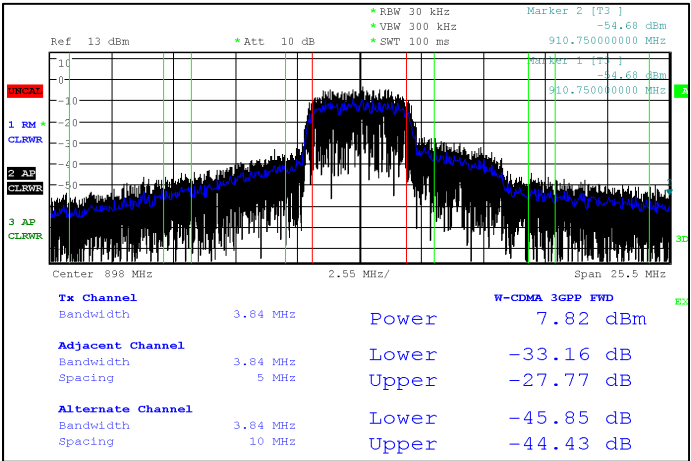 * RBW 30 kHz
Marker 2 [T3 ]
* VBW 300 kHz
-54.68 dBm
Ref 13 dBm
* Att 10 dB
* SWT 100 ms
910.750000000 MHz
Marker 1 [T3 ]
-54.68 dBm
910.750000000 MHz
10
0
-10
-20
-30
-40
-50
UNCAL
A
1 RM *
CLRWR
2 AP
CLRWR
3 AP
CLRWR
3D
Center 898 MHz
2.55 MHz/
Span 25.5 MHz
Tx Channel
W-CDMA 3GPP FWD
EX
Bandwidth
3.84 MHz
Power
7.82 dBm
Adjacent Channel
Bandwidth
3.84 MHz
Lower
-33.16 dB
Spacing
5 MHz
Upper
-27.77 dB
Alternate Channel
Bandwidth
3.84 MHz
Lower
-45.85 dB
Spacing
10 MHz
Upper
-44.43 dB